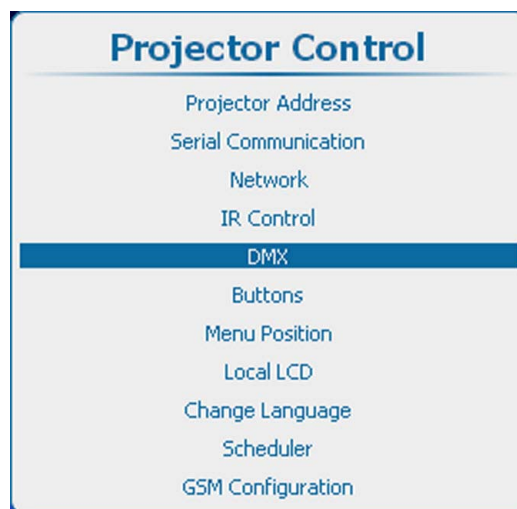 Projector Control
Projector Address
Serial Communication
Network
IR Control
DMX
Buttons
Menu Position
Local LCD
Change Language
Scheduler
GSM Configuration